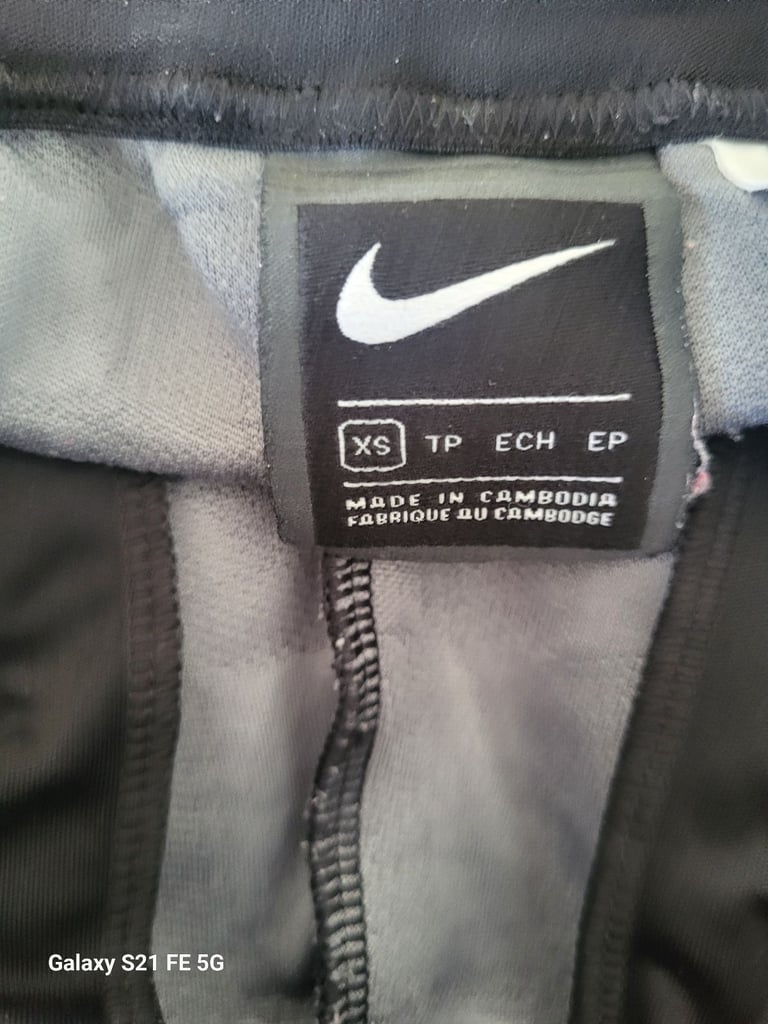 XS TP ECH EP
MADE IN CAMBODIA
FABRIQUE AU CAMBODGE
Galaxy S21 FE 5G